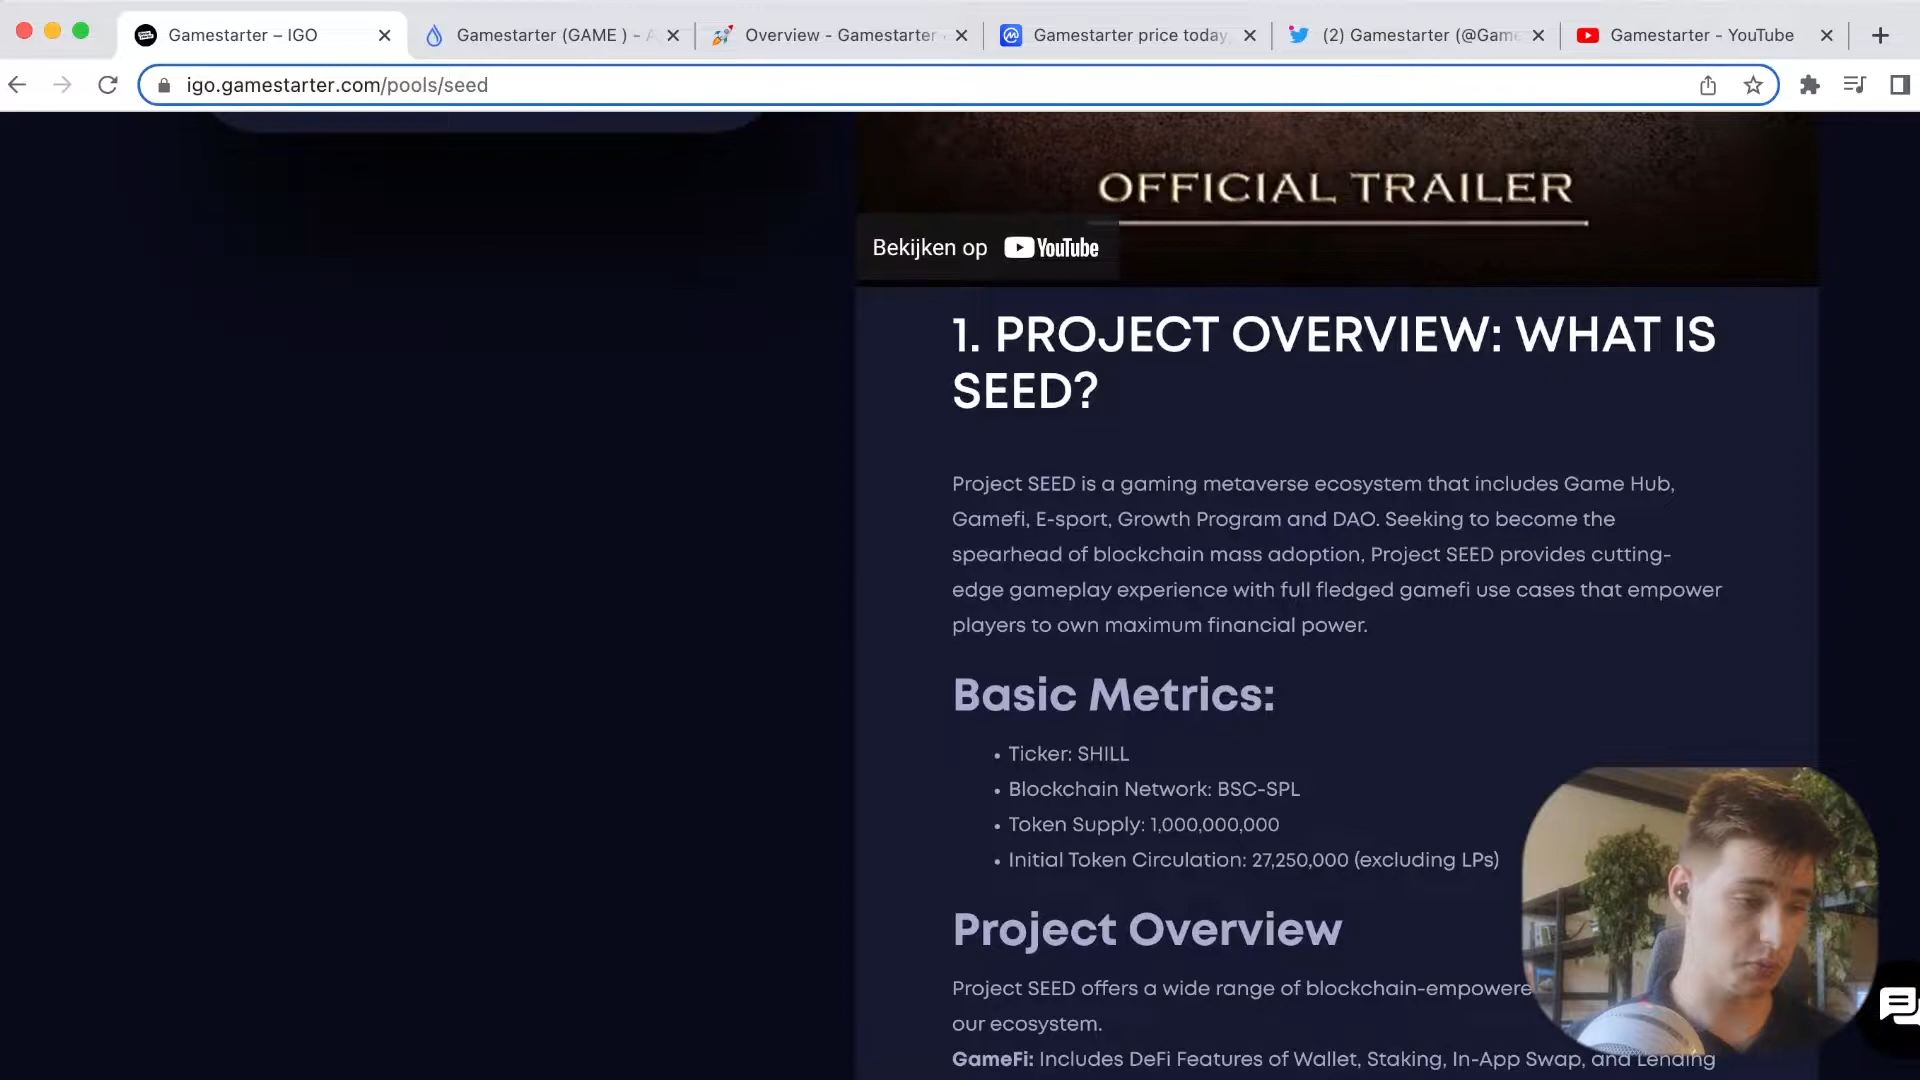 Gamestarter – IGO
Gamestarter (GAME ) -
Overview - Gamestarter
Gamestarter price today,
(2) Gamestarter (@Game
Gamestarter - YouTube
igo.gamestarter.com/pools/seed
OFFICIAL TRAILER
Bekijken op YouTube
1. PROJECT OVERVIEW: WHAT IS
SEED?
Project SEED is a gaming metaverse ecosystem that includes Game Hub,
Gamefi, E-sport, Growth Program and DAO. Seeking to become the
spearhead of blockchain mass adoption, Project SEED provides cutting-
edge gameplay experience with full fledged gamefi use cases that empower
players to own maximum financial power.
Basic Metrics:
• Ticker: SHILL
• Blockchain Network: BSC-SPL
• Token Supply: 1,000,000,000
• Initial Token Circulation: 27,250,000 (excluding LPs)
Project Overview
Project SEED offers a wide range of blockchain-empowere
our ecosystem.
GameFi: Includes DeFi Features of Wallet, Staking, In-App Swap, and Lending